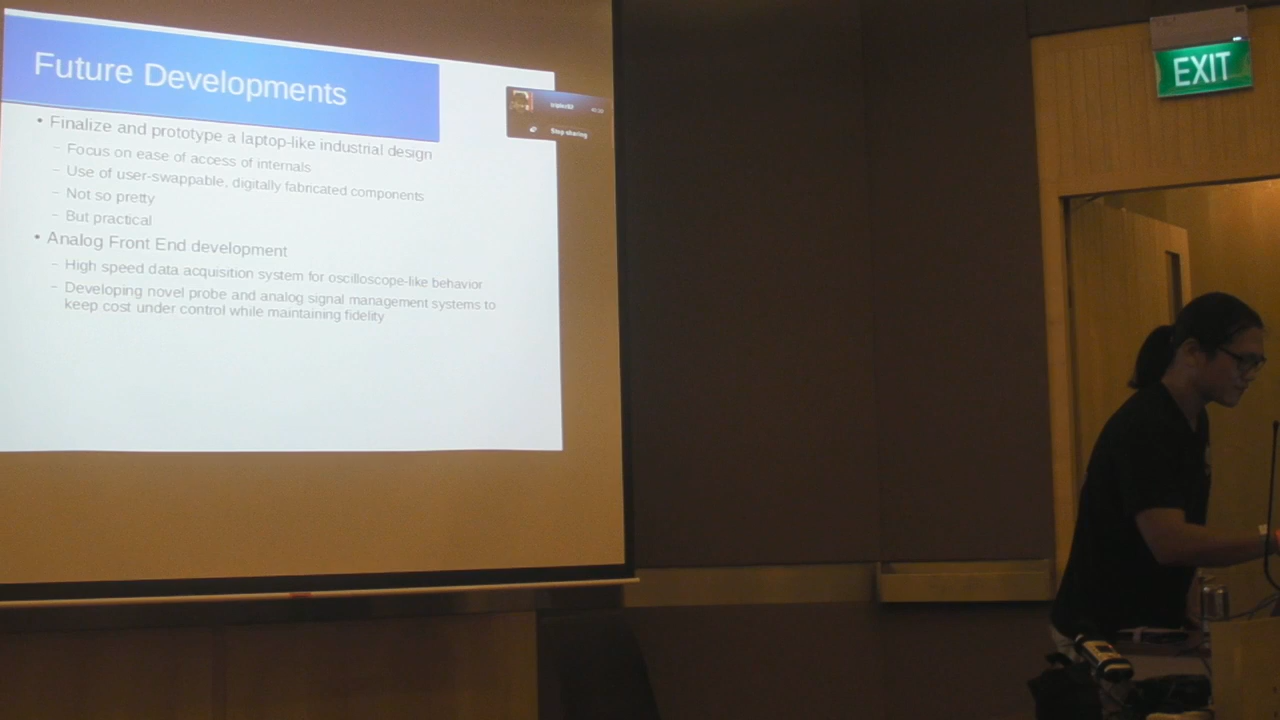 Future Developments
• Finalize and prototype a laptop-like industrial design
– Focus on ease of access of internals
– Use of user-swappable, digitally fabricated components
– Not so pretty
– But practical
• Analog Front End development
– High speed data acquisition system for oscilloscope-like behavior
– Developing novel probe and analog signal management systems to
keep cost under control while maintaining fidelity
Stop sharing
EXIT